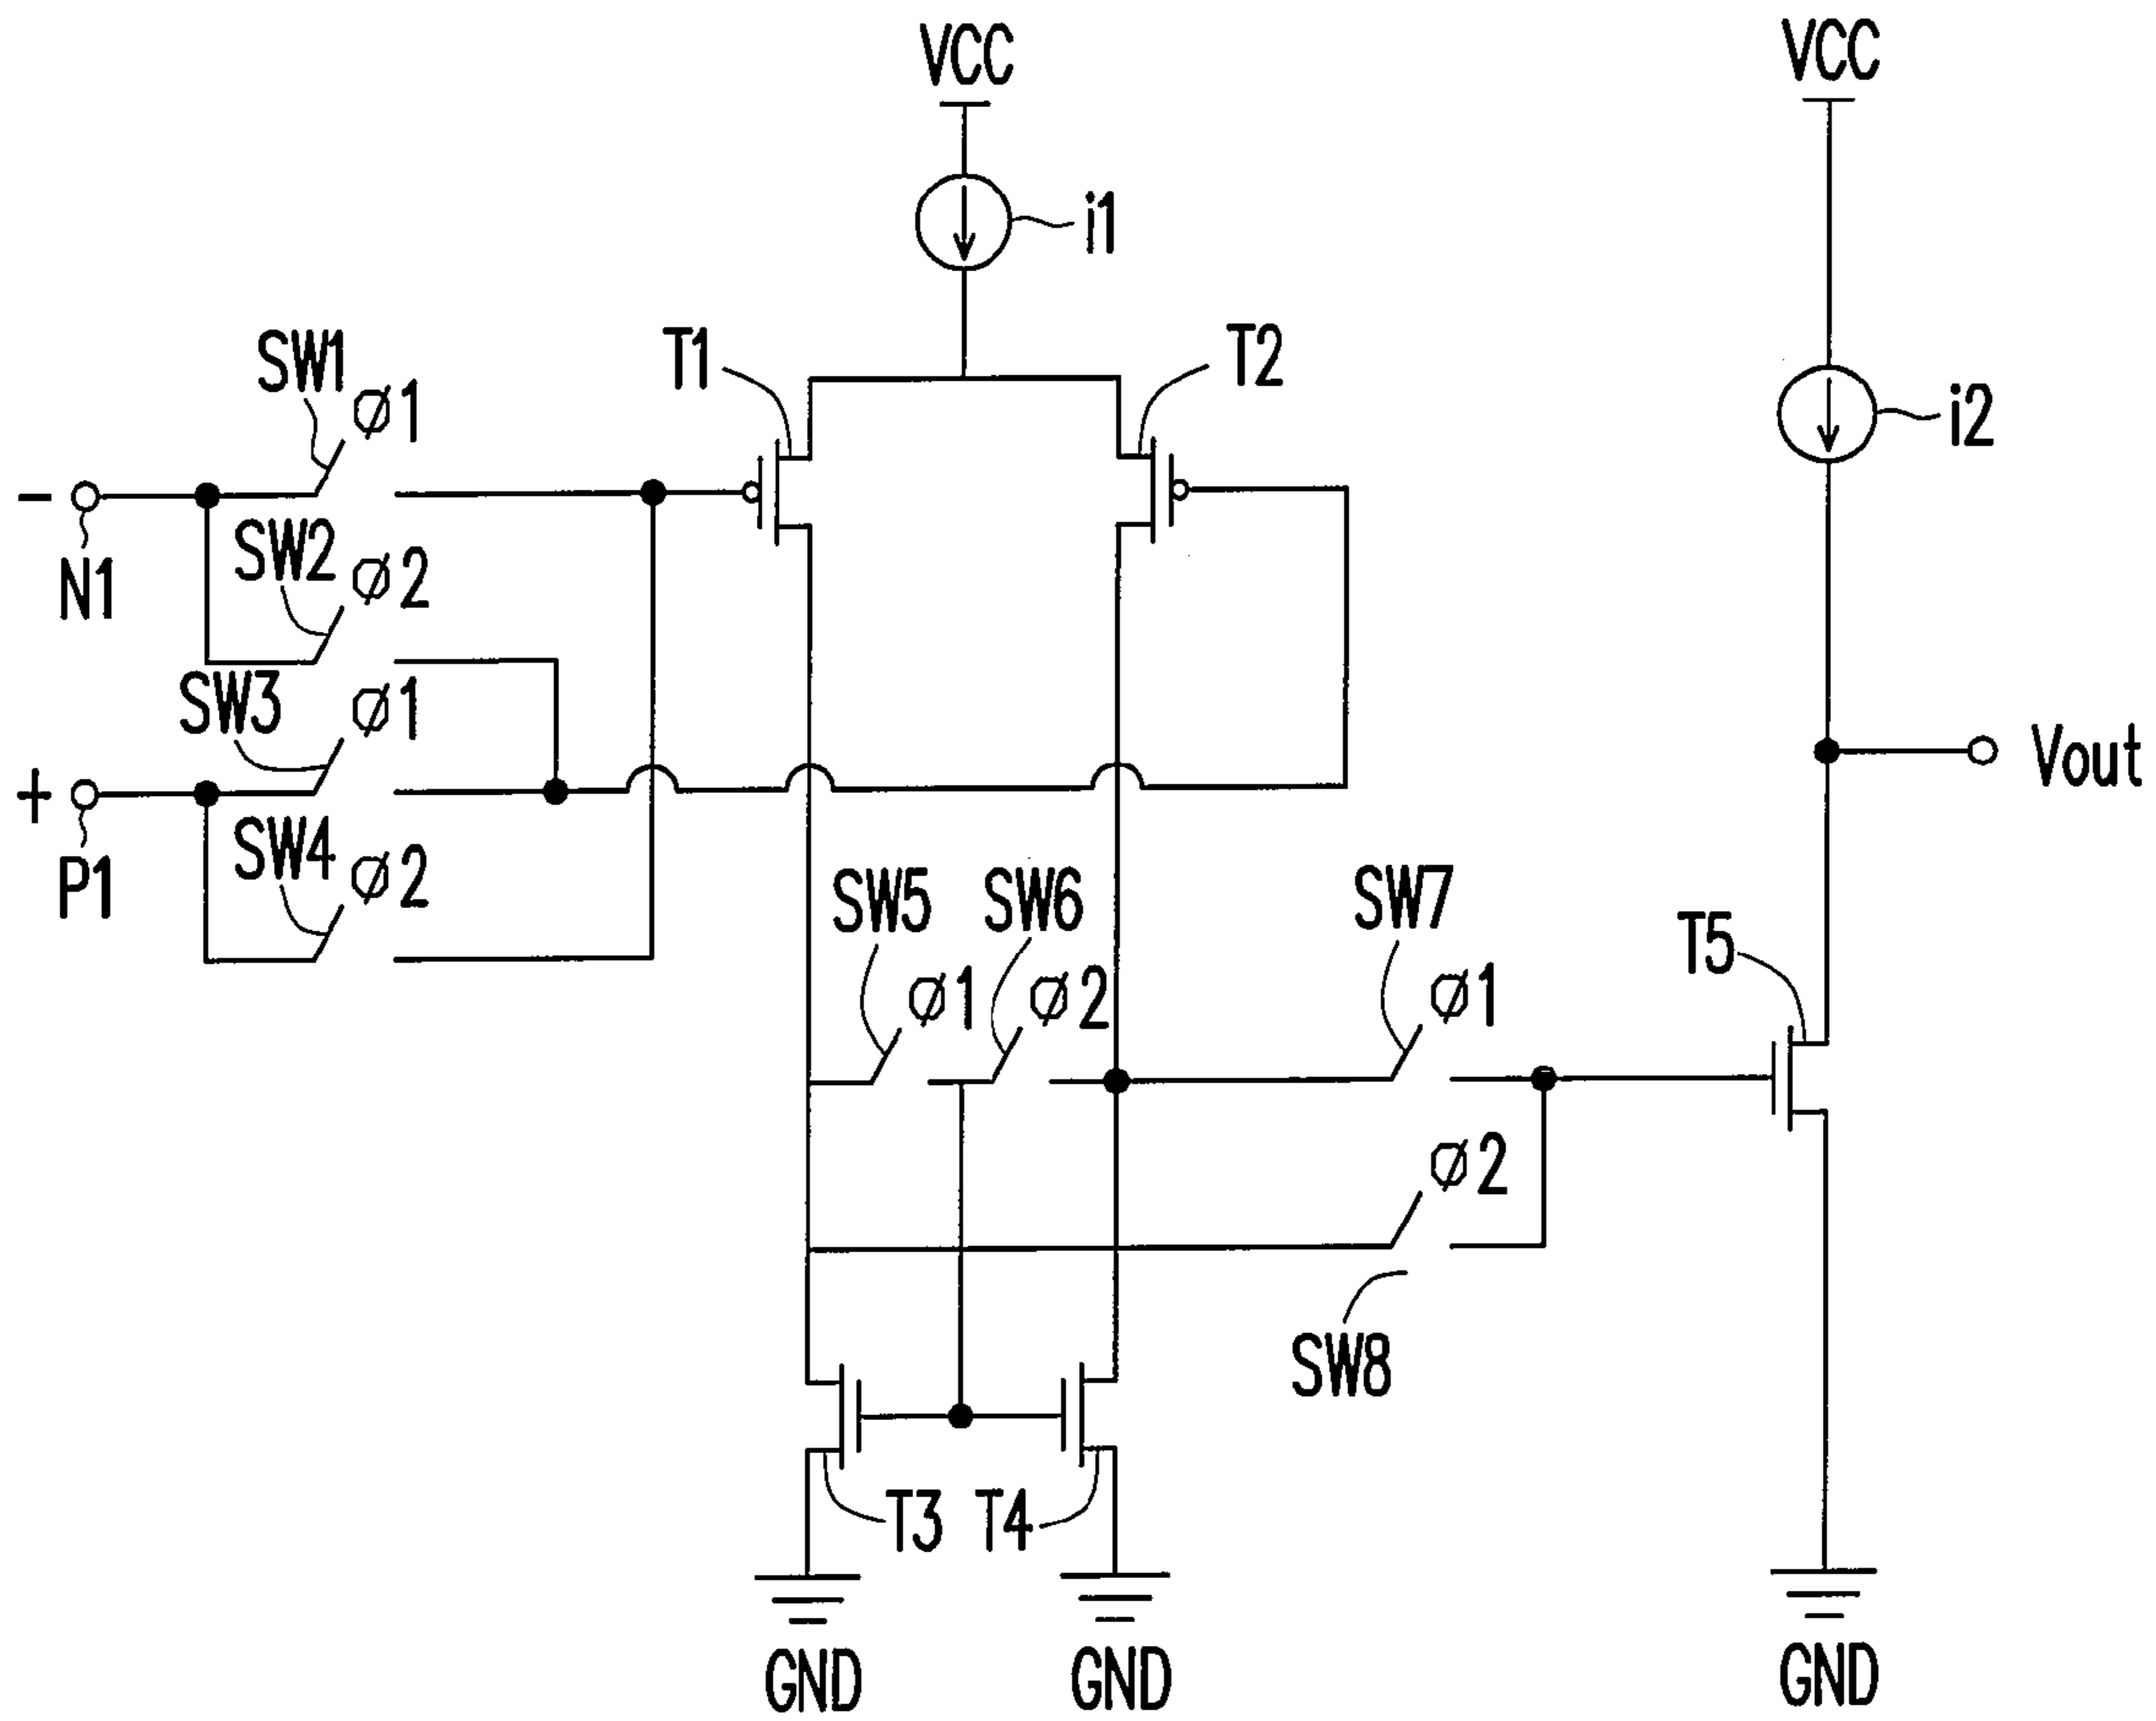 VCC
VCC
i1
T1
T2
SW1
ø1
i2
-
N1
SW2
ø2
SW3
ø1
+
P1
SW4
ø2
Vout
SW5
ø1
SW6
ø2
SW7
ø1
T5
ø2
SW8
T3
T4
GND
GND
GND